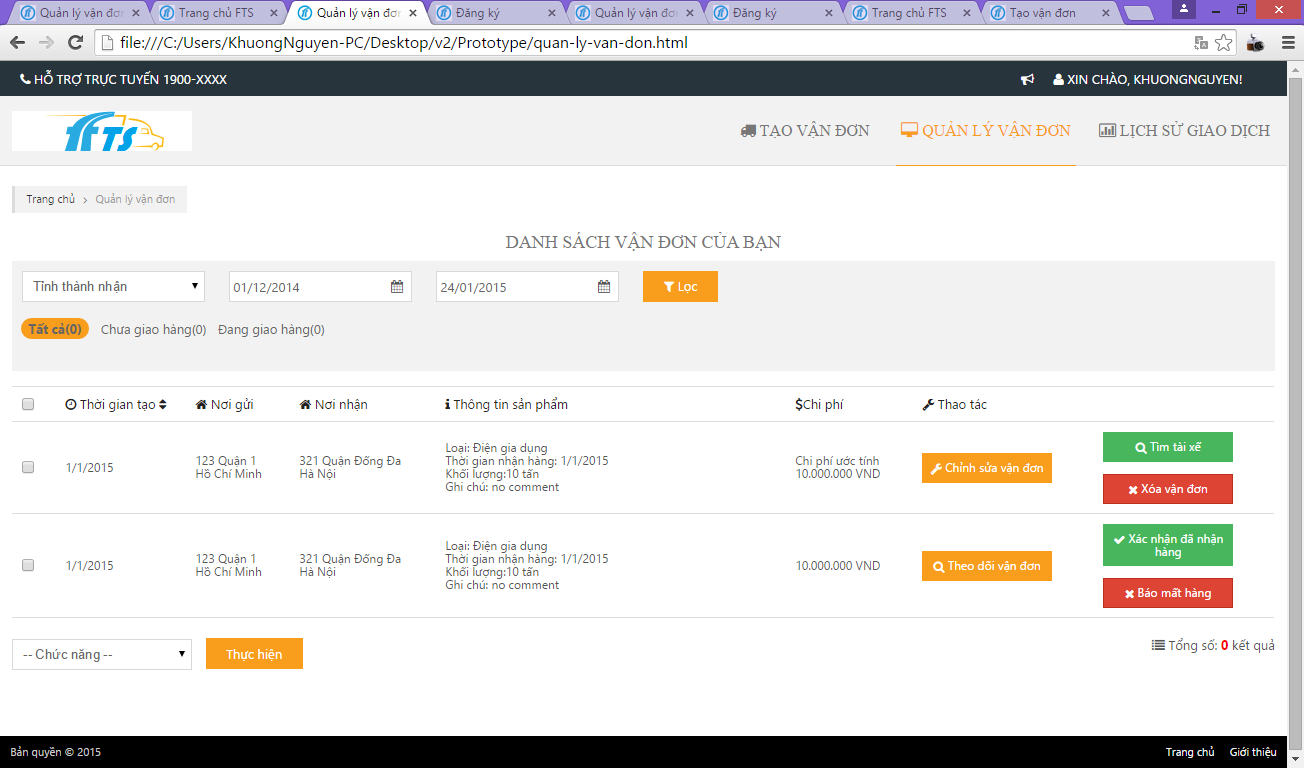 Quản lý vận đơn
Trang chủ FTS
Quản lý vận đơn
Đăng ký
Quản lý vận đơn
Đăng ký
Trang chủ FTS
Tạo vận đơn
file:///C:/Users/KhuongNguyen-PC/Desktop/v2/Prototype/quan-ly-van-don.html
HỖ TRỢ TRỰC TUYẾN 1900-XXXX
XIN CHÀO, KHUONGNGUYEN!
FTS
TẠO VẬN ĐƠN
QUẢN LÝ VẬN ĐƠN
LỊCH SỬ GIAO DỊCH
Trang chủ > Quản lý vận đơn
DANH SÁCH VẬN ĐƠN CỦA BẠN
Tỉnh thành nhận
01/12/2014
24/01/2015
Lọc
Tất cả(0) Chưa giao hàng(0) Đang giao hàng(0)
Thời gian tạo
Nơi gửi
Nơi nhận
Thông tin sản phẩm
$Chi phí
Thao tác
1/1/2015
123 Quận 1
Hồ Chí Minh
321 Quận Đống Đa
Hà Nội
Loại: Điện gia dụng
Thời gian nhận hàng: 1/1/2015
Khối lượng:10 tấn
Ghi chú: no comment
Chi phí ước tính
10.000.000 VND
Chỉnh sửa vận đơn
Tìm tài xế
Xóa vận đơn
1/1/2015
123 Quận 1
Hồ Chí Minh
321 Quận Đống Đa
Hà Nội
Loại: Điện gia dụng
Thời gian nhận hàng: 1/1/2015
Khối lượng:10 tấn
Ghi chú: no comment
10.000.000 VND
Theo dõi vận đơn
Xác nhận đã nhận
hàng
Báo mất hàng
-- Chức năng --
Thực hiện
Tổng số: 0 kết quả
Bản quyền © 2015
Trang chủ
Giới thiệu